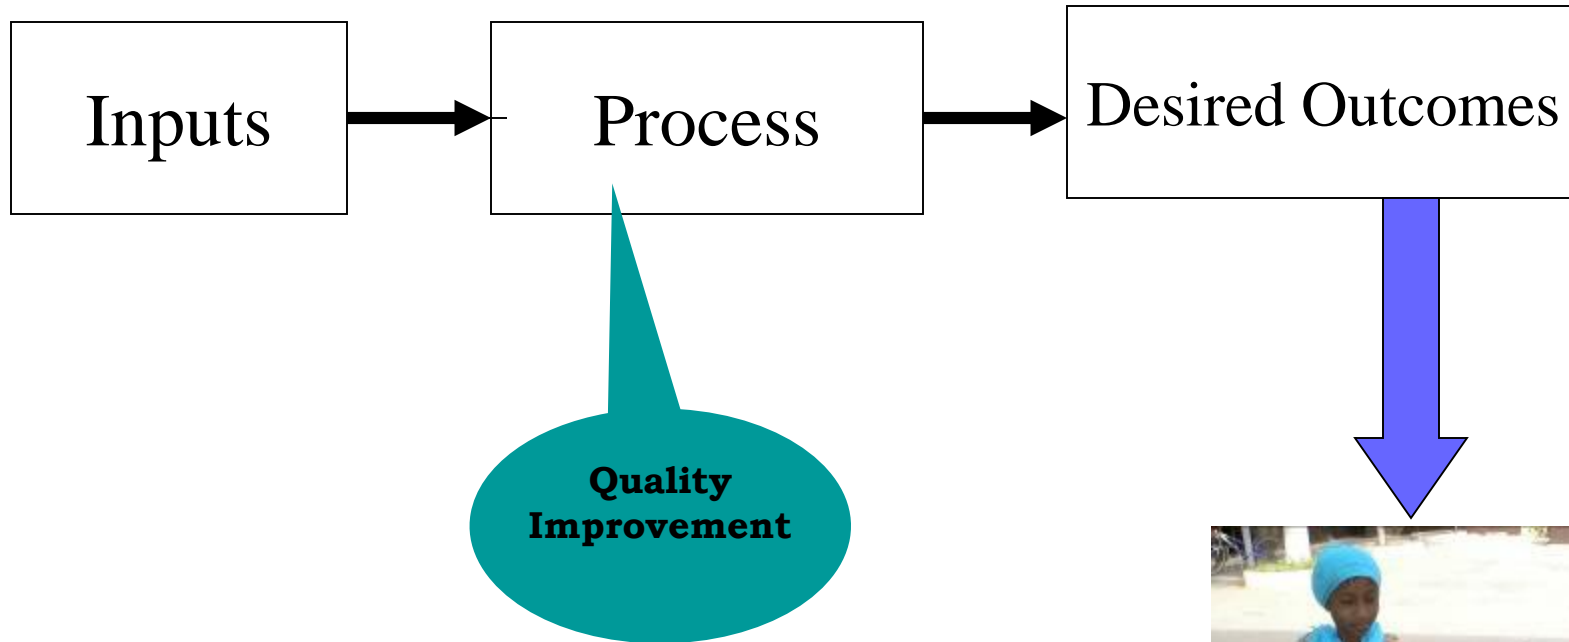 Inputs
Process
Desired Outcomes
Quality
Improvement